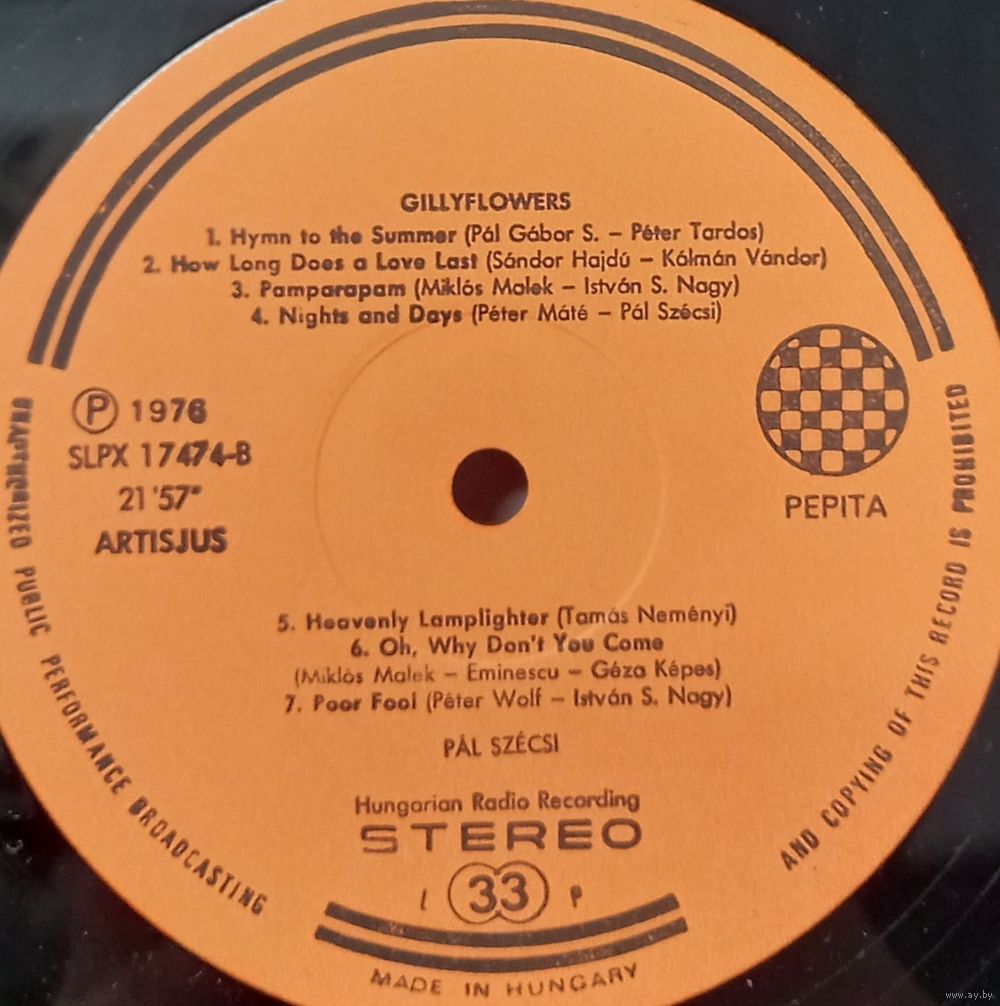 GILLYFLOWERS
1. Hymn to the Summer (Pál Gábor S. – Péter Tardos)
2. How Long Does a Love Last (Sándor Hajdú – Kálmán Vándor)
3. Pamparapam (Miklós Malek – István S. Nagy)
4. Nights and Days (Péter Máté – Pál Szécsi)
Ⓟ 1976
SLPX 17474-B
21'57"
ARTISJUS
PEPITA
5. Heavenly Lamplighter (Tamás Neményi)
6. Oh, Why Don't You Come
(Miklós Malek – Eminescu – Géza Képes)
7. Poor Fool (Péter Wolf – István S. Nagy)
PÁL SZÉCSI
Hungarian Radio Recording
STEREO
L 33 P
MADE IN HUNGARY
UNAUTHORIZED PUBLIC PERFORMANCE BROADCASTING
AND COPYING OF THIS RECORD IS PROHIBITED
www.ay.by